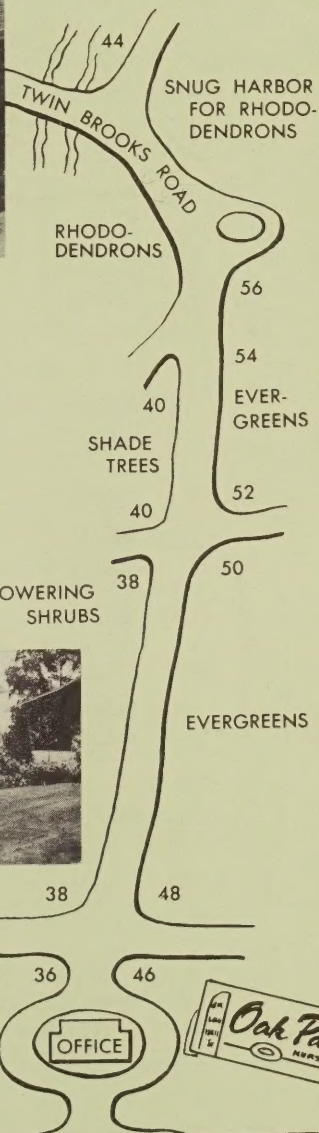 44
SNUG HARBOR
FOR RHODO-
DENDRONS
TWIN BROOKS ROAD
RHODO-
DENDRONS
56
54
40
EVER-
GREENS
SHADE
TREES
52
40
50
38
OWERING
SHRUBS
EVERGREENS
38
48
36
46
OFFICE
Oak Pa